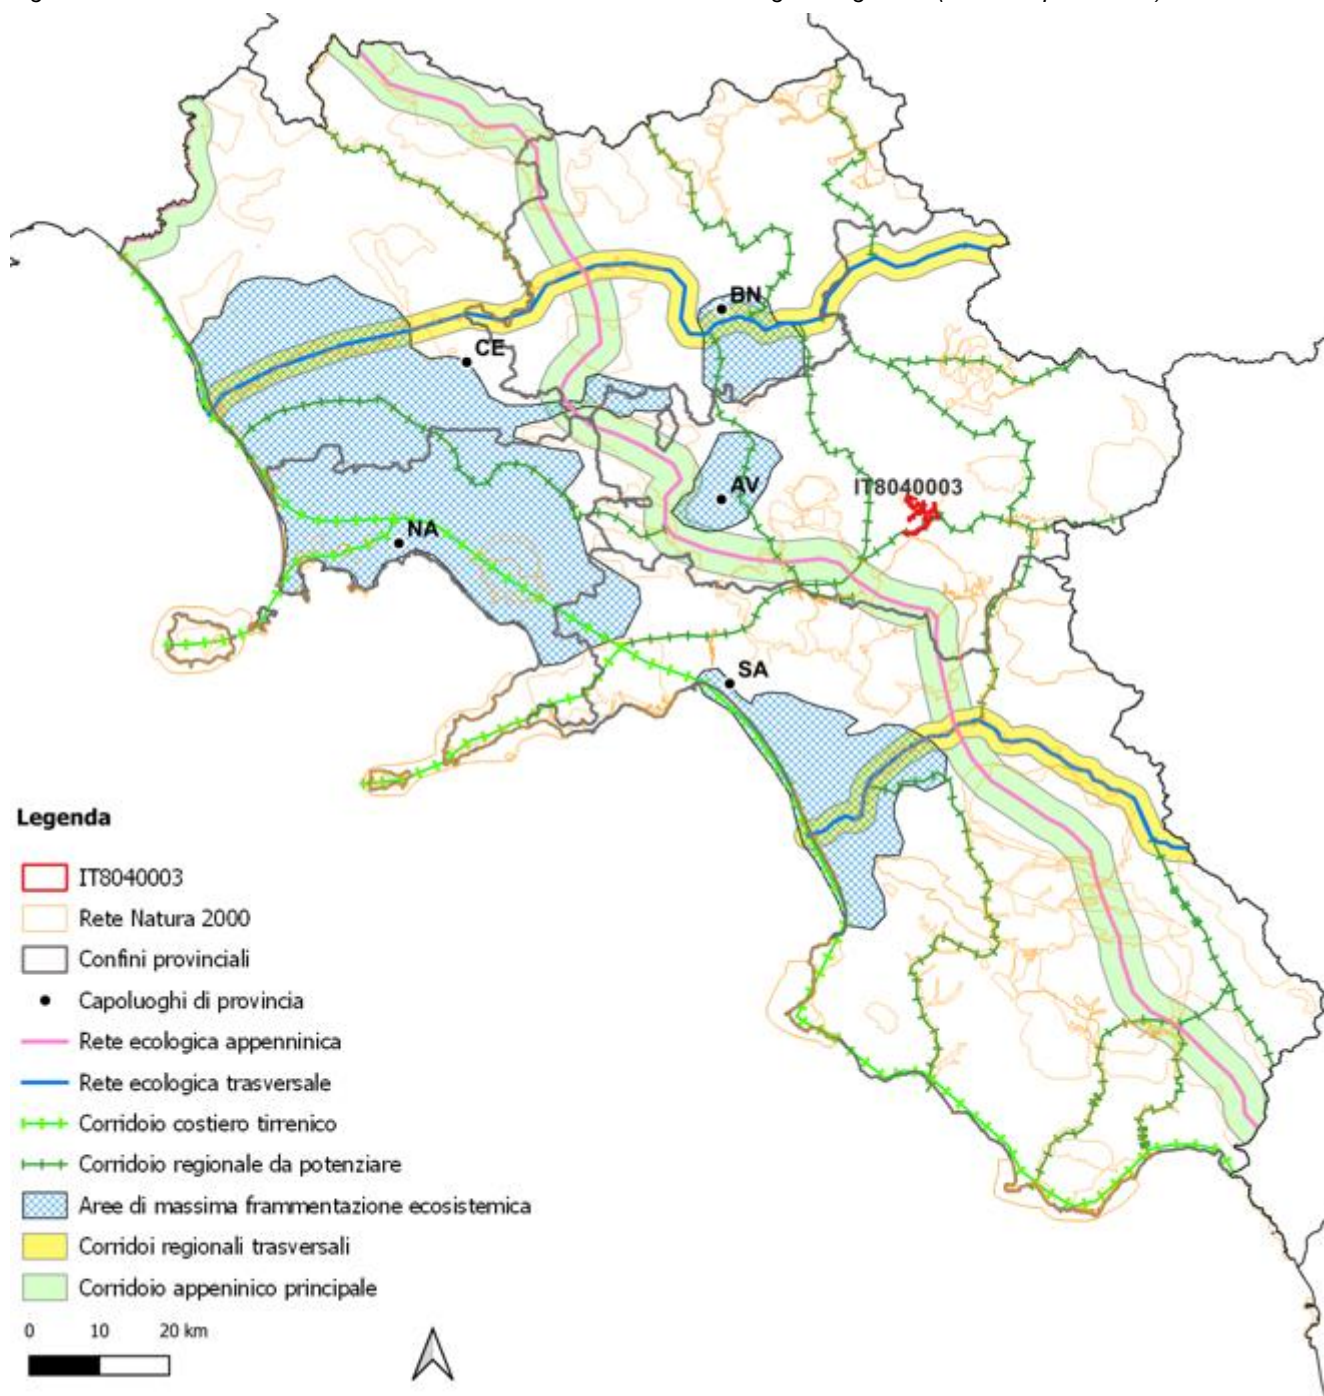 BN
CE
AV
IT8040003
NA
SA
Legenda
IT8040003
Rete Natura 2000
Confini provinciali
Capoluoghi di provincia
Rete ecologica appenninica
Rete ecologica trasversale
Corridoio costiero tirrenico
Corridoio regionale da potenziare
Aree di massima frammentazione ecosistemica
Corridoi regionali trasversali
Corridoio appeninico principale
0 10 20 km